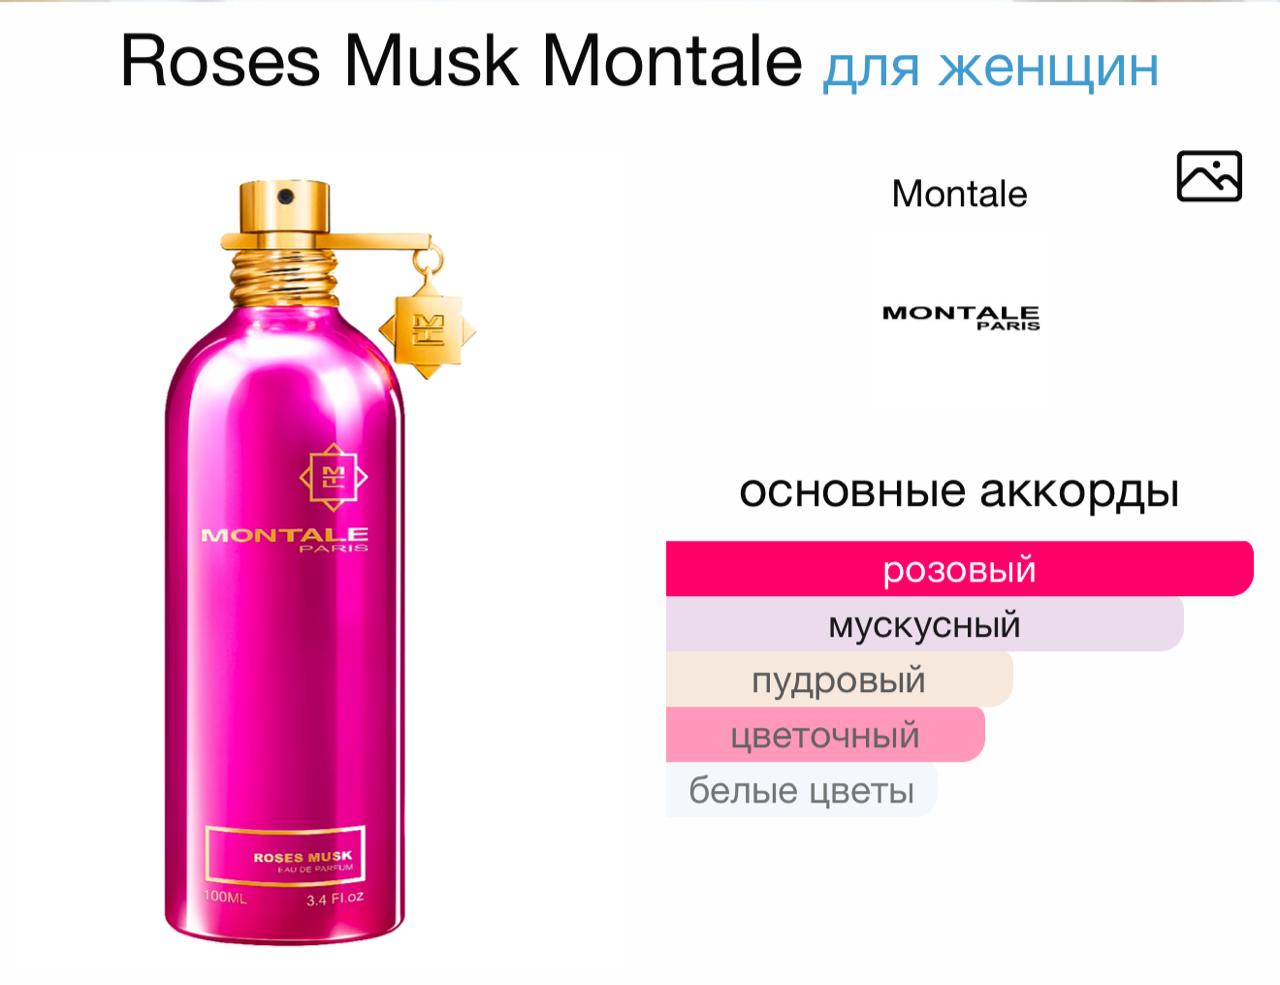 Roses Musk Montale для женщин
Montale
MONTALE
PARIS
MONTALE
PARIS
ROSES MUSK
EAU DE PARFUM
100ML 3.4 Fl.oz
основные аккорды
розовый
мускусный
пудровый
цветочный
белые цветы